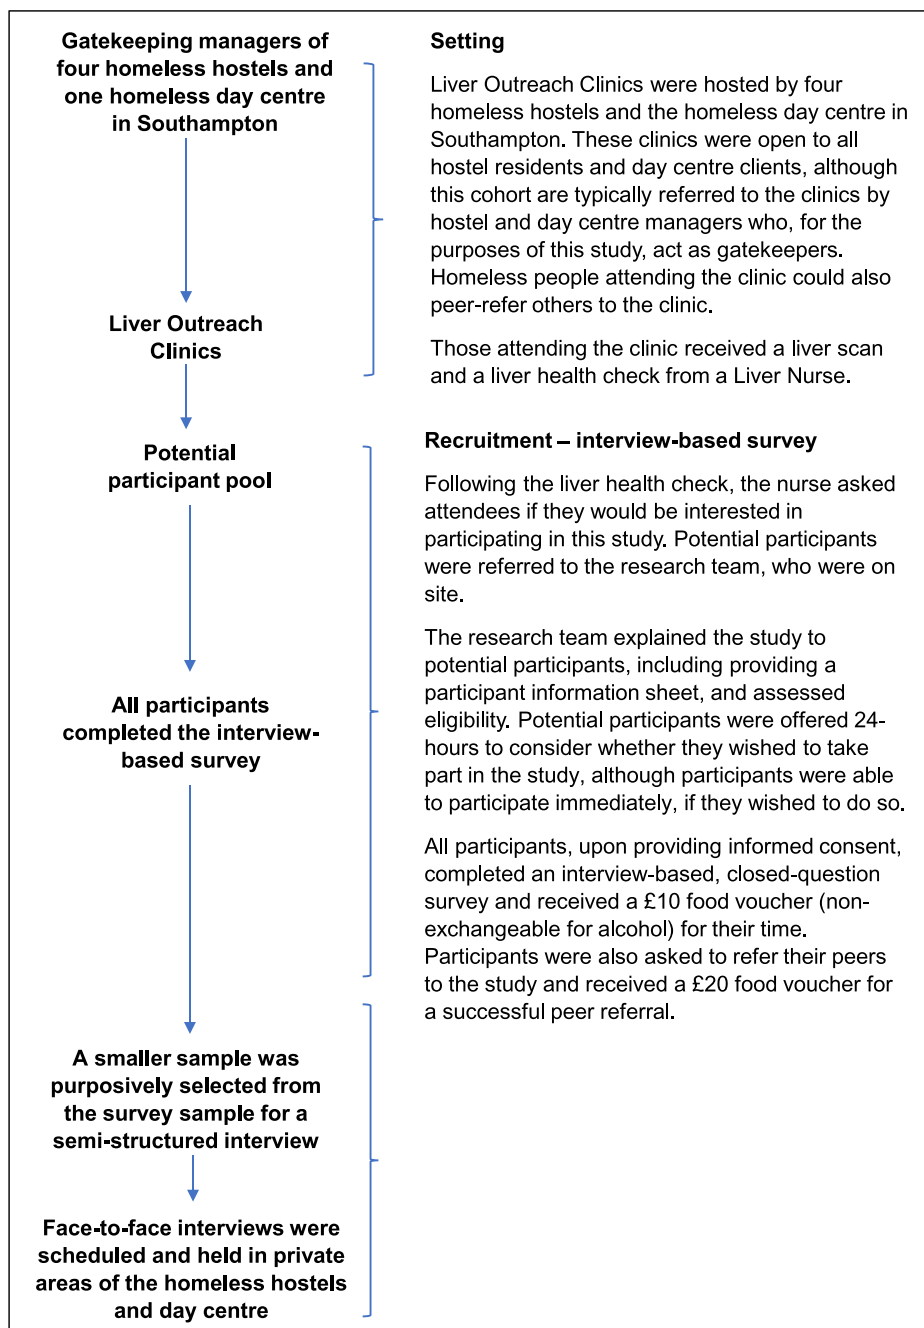 Gatekeeping managers of
four homeless hostels and
one homeless day centre
in Southampton
Liver Outreach
Clinics
Setting
Liver Outreach Clinics were hosted by four
homeless hostels and the homeless day centre in
Southampton. These clinics were open to all
hostel residents and day centre clients, although
this cohort are typically referred to the clinics by
hostel and day centre managers who, for the
purposes of this study, act as gatekeepers.
Homeless people attending the clinic could also
peer-refer others to the clinic.
Those attending the clinic received a liver scan
and a liver health check from a Liver Nurse.
Potential
participant pool
All participants
completed the interview-
based survey
Recruitment – interview-based survey
Following the liver health check, the nurse asked
attendees if they would be interested in
participating in this study. Potential participants
were referred to the research team, who were on
site.
The research team explained the study to
potential participants, including providing a
participant information sheet, and assessed
eligibility. Potential participants were offered 24-
hours to consider whether they wished to take
part in the study, although participants were able
to participate immediately, if they wished to do so.
All participants, upon providing informed consent,
completed an interview-based, closed-question
survey and received a £10 food voucher (non-
exchangeable for alcohol) for their time.
Participants were also asked to refer their peers
to the study and received a £20 food voucher for
a successful peer referral.
A smaller sample was
purposively selected from
the survey sample for a
semi-structured interview
Face-to-face interviews were
scheduled and held in private
areas of the homeless hostels
and day centre